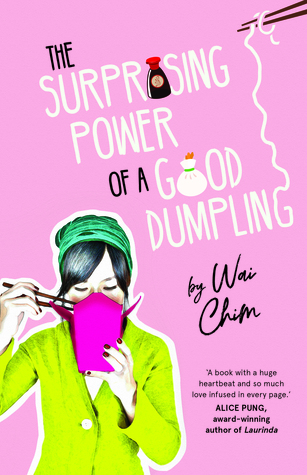 THE
SURPRISING
POWER
OF A GOOD
DUMPLING
by Wai
Chim
'A book with a huge
heartbeat and so much
love infused in every page.'
ALICE PUNG,
award-winning
author of Laurinda